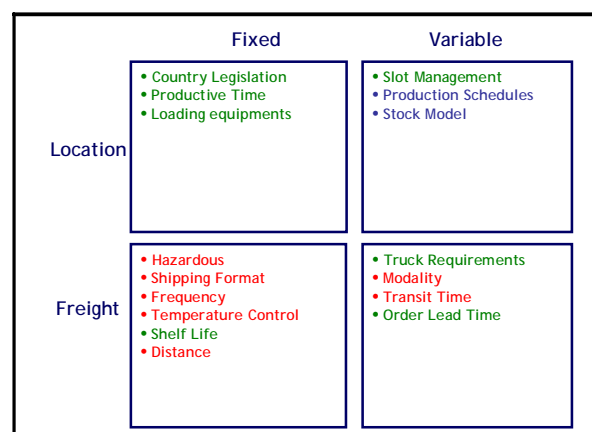 Fixed Variable
• Country Legislation
• Productive Time
• Loading equipments
• Slot Management
• Production Schedules
• Stock Model
Location
• Hazardous
• Shipping Format
• Frequency
• Temperature Control
• Shelf Life
• Distance
• Truck Requirements
• Modality
• Transit Time
• Order Lead Time
Freight